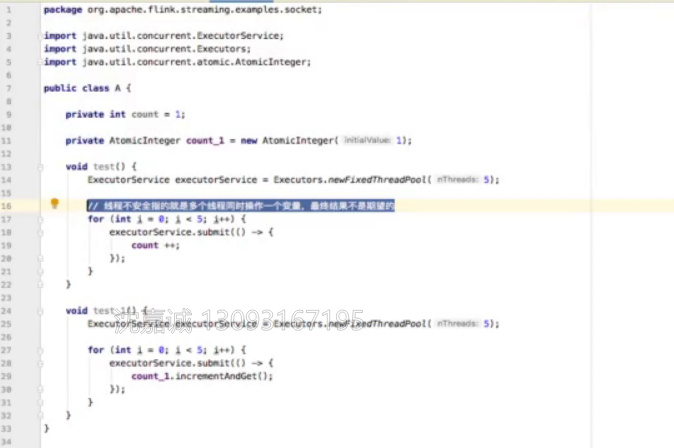 1 package org.apache.flink.streaming.examples.socket;
2
3 import java.util.concurrent.ExecutorService;
4 import java.util.concurrent.Executors;
5 import java.util.concurrent.atomic.AtomicInteger;
6
7 public class A {
8
9 private int count = 1;
10
11 private AtomicInteger count_1 = new AtomicInteger( initialValue: 1);
12
13 void test() {
14 ExecutorService executorService = Executors.newFixedThreadPool( nThreads: 5);
15
16 // 线程不安全指的就是多个线程同时操作一个变量，最终结果不是期望的
17 for (int i = 0; i < 5; i++) {
18 executorService.submit(() -> {
19 count ++;
20 });
21 }
22 }
23
24 void test_1() {
沈嘉诚 13093167195
25 ExecutorService executorService = Executors.newFixedThreadPool( nThreads: 5);
26
27 for (int i = 0; i < 5; i++) {
28 executorService.submit(() -> {
29 count_1.incrementAndGet();
30 });
31 }
32 }
33 }
34